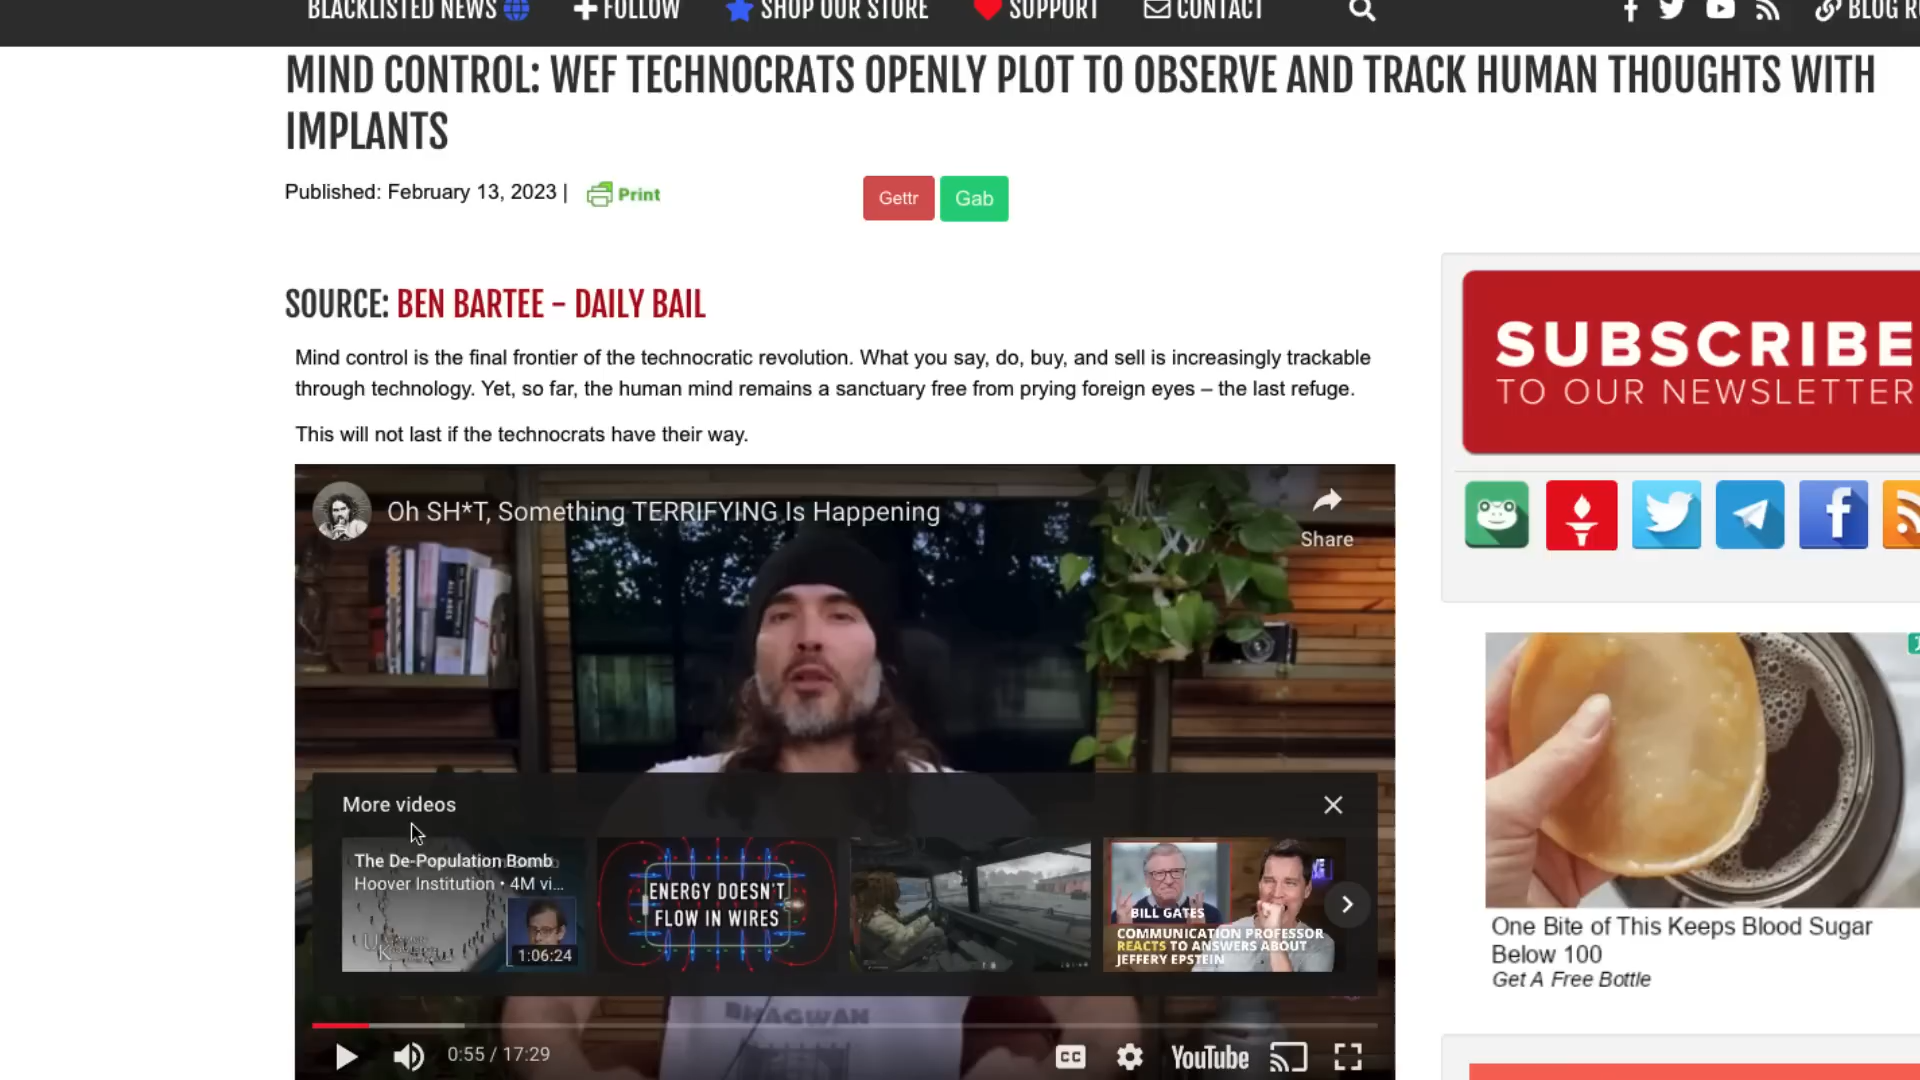 BLACKLISTED NEWS FOLLOW SHOP OUR STORE SUPPORT CONTACT BLOG
MIND CONTROL: WEF TECHNOCRATS OPENLY PLOT TO OBSERVE AND TRACK HUMAN THOUGHTS WITH
IMPLANTS
Published: February 13, 2023 | Print
Gettr Gab
SOURCE: BEN BARTEE - DAILY BAIL
Mind control is the final frontier of the technocratic revolution. What you say, do, buy, and sell is increasingly trackable
through technology. Yet, so far, the human mind remains a sanctuary free from prying foreign eyes – the last refuge.
This will not last if the technocrats have their way.
Oh SH*T, Something TERRIFYING Is Happening
Share
More videos
The De-Population Bomb
Hoover Institution • 4M vi...
1:06:24
ENERGY DOESN'T
FLOW IN WIRES
BILL GATES
COMMUNICATION PROFESSOR
REACTS TO ANSWERS ABOUT
JEFFERY EPSTEIN
BHAGWAN
0:55 / 17:29
CC
YouTube
SUBSCRIBE
TO OUR NEWSLETTER
One Bite of This Keeps Blood Sugar
Below 100
Get A Free Bottle